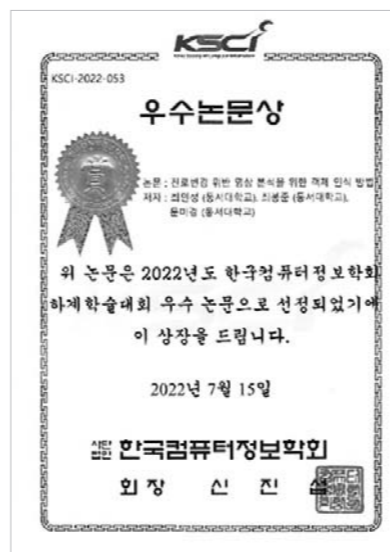 KSCI
KSCI-2022-053
우수논문상
논문 : 진로변경 위반 영상 분석을 위한 객체 인식 방법
저자 : 최민성 (동서대학교), 최봉준 (동서대학교),
윤미경 (동서대학교)
위 논문은 2022년도 한국컴퓨터정보학회
하계학술대회 우수 논문으로 선정되었기에
이 상장을 드립니다.
2022년 7월 15일
사단법인 한국컴퓨터정보학회
회장 신진섭